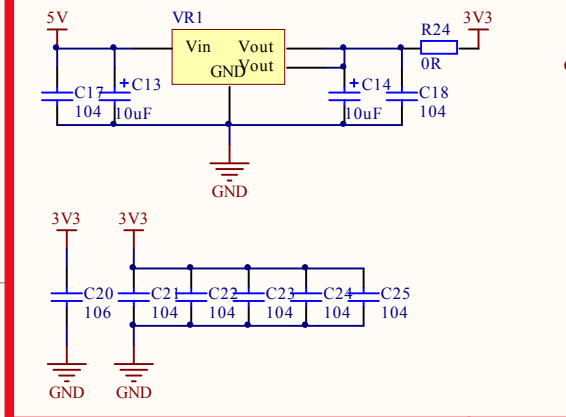 5V
VR1
R24
3V3
Vin
Vout
GND
Vout
0R
C17
104
C13
10uF
C14
10uF
C18
104
GND
3V3
3V3
C20
106
C21
104
C22
104
C23
104
C24
104
C25
104
GND
GND